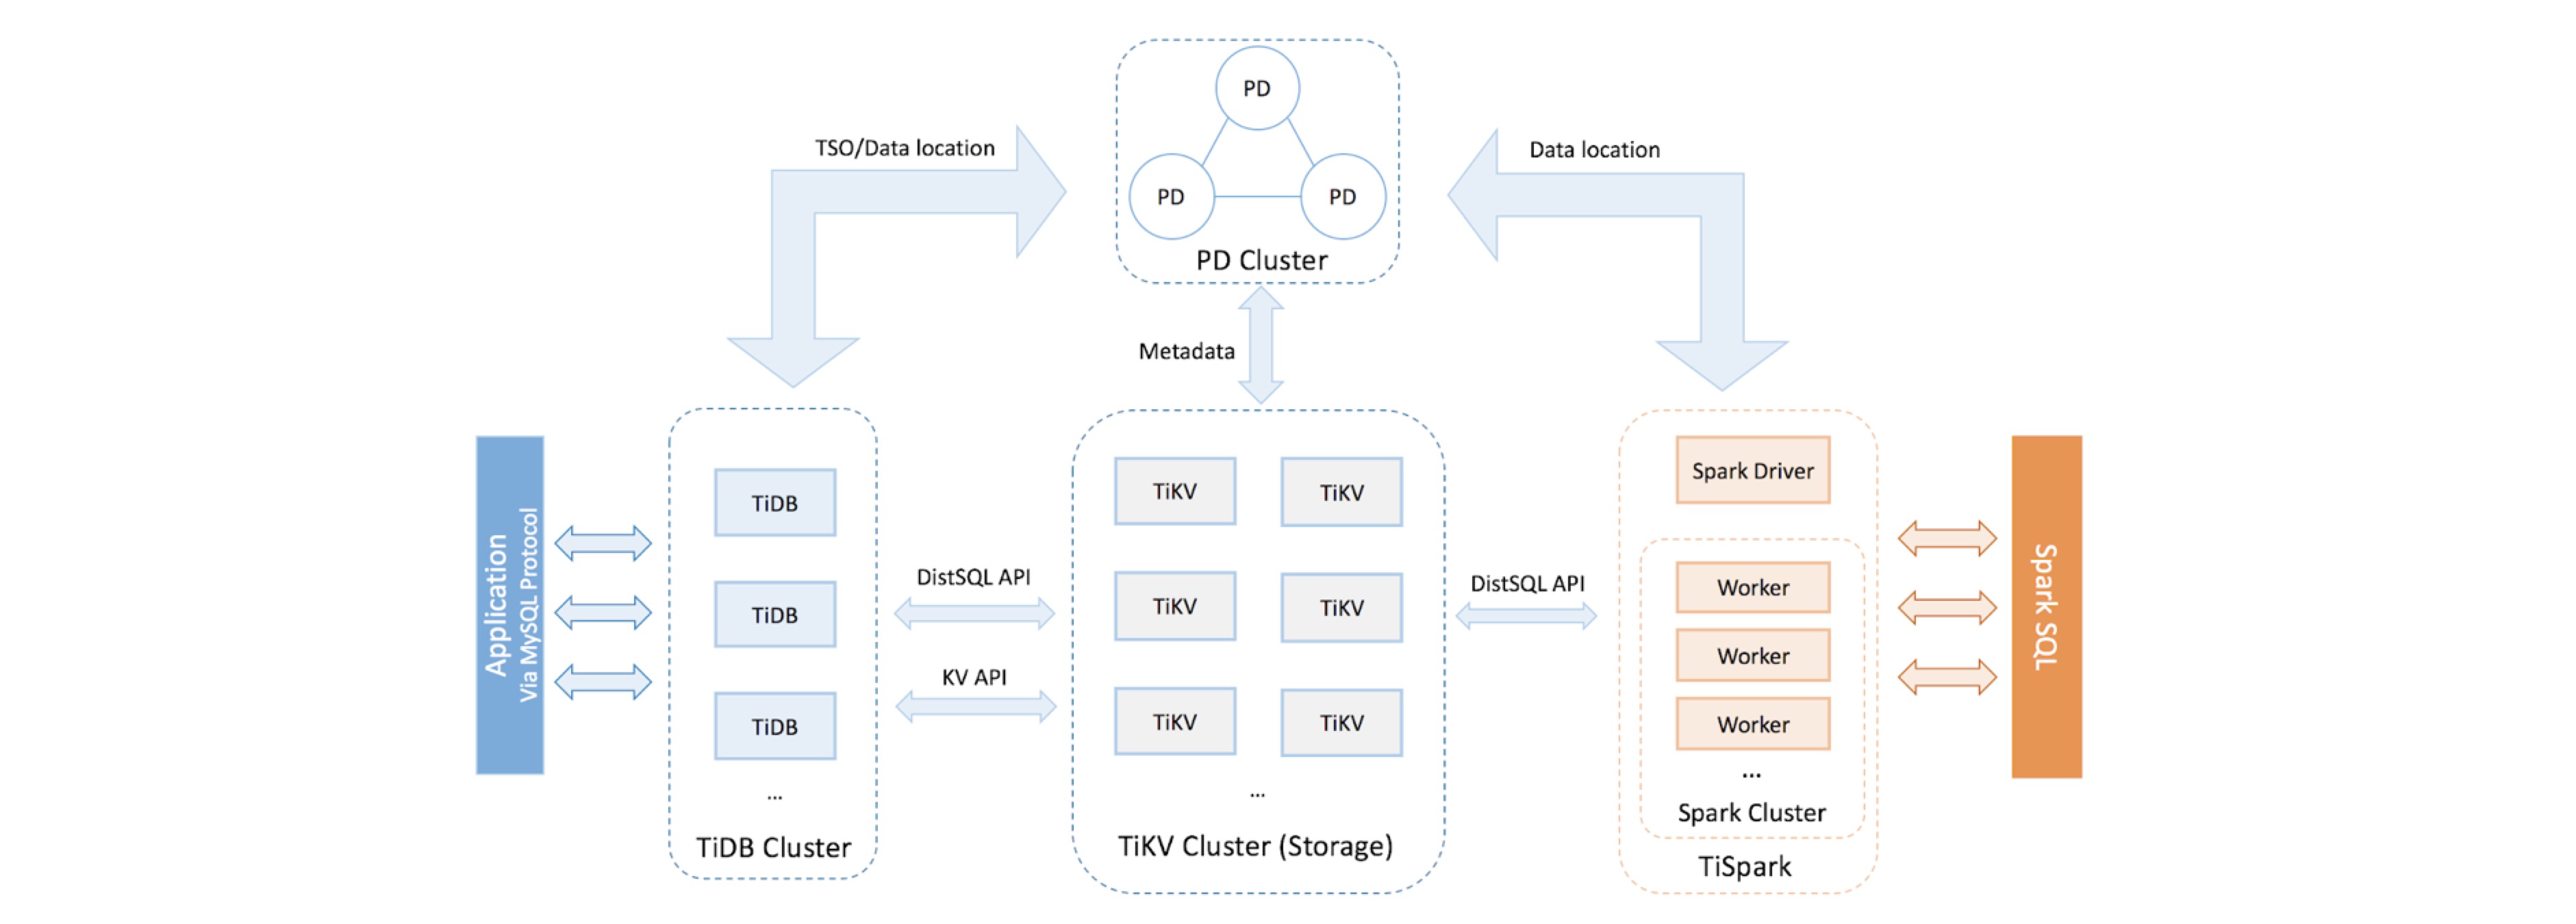 PD
TSO/Data location
Data location
PD
PD
PD Cluster
Metadata
Application
Via MySQL Protocol
TiDB
TiDB
TiDB
...
TiDB Cluster
DistSQL API
KV API
TiKV
TiKV
TiKV
TiKV
TiKV
TiKV
...
TiKV Cluster (Storage)
DistSQL API
Spark Driver
Worker
Worker
Worker
...
Spark Cluster
TiSpark
Spark SQL